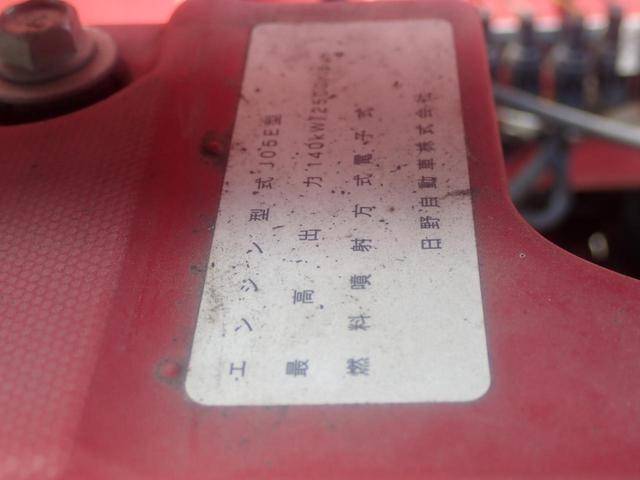 エンジン型式 J05E型
最高出力 140kW/2500min
燃料噴射方式 電子式
日野自動車株式会社